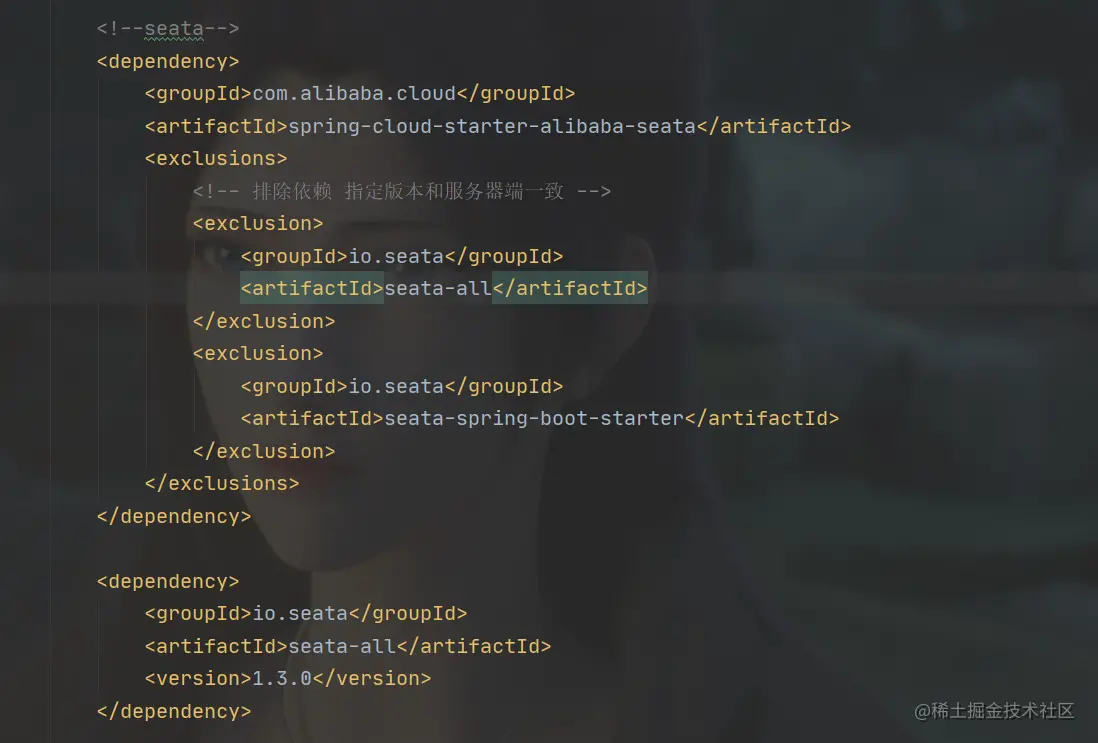 <!--seata-->
<dependency>
    <groupId>com.alibaba.cloud</groupId>
    <artifactId>spring-cloud-starter-alibaba-seata</artifactId>
    <exclusions>
        <!-- 排除依赖 指定版本和服务器端一致 -->
        <exclusion>
            <groupId>io.seata</groupId>
            <artifactId>seata-all</artifactId>
        </exclusion>
        <exclusion>
            <groupId>io.seata</groupId>
            <artifactId>seata-spring-boot-starter</artifactId>
        </exclusion>
    </exclusions>
</dependency>
<dependency>
    <groupId>io.seata</groupId>
    <artifactId>seata-all</artifactId>
    <version>1.3.0</version>
</dependency>
@稀土掘金技术社区